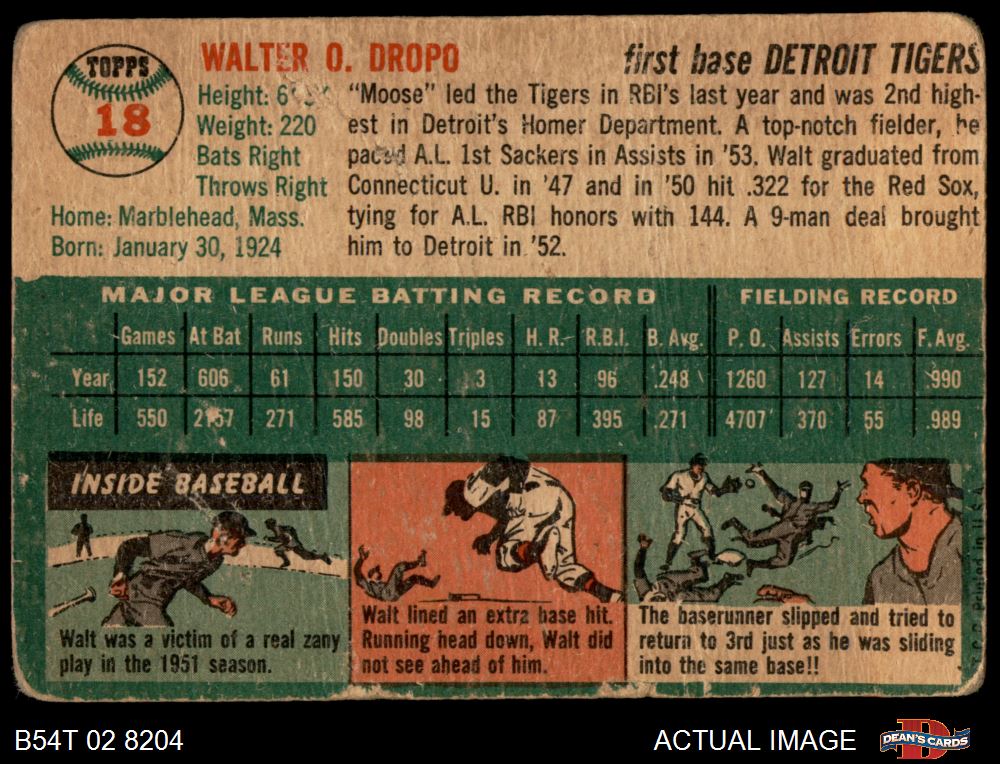 TOPPS
18
WALTER O. DROPO
first base DETROIT TIGERS
Height:
Weight: 220
Bats Right
Throws Right
Home: Marblehead, Mass.
Born: January 30, 1924
"Moose" led the Tigers in RBI's last year and was 2nd high-
est in Detroit's Homer Department. A top-notch fielder, he
paced A.L. 1st Sackers in Assists in '53. Walt graduated from
Connecticut U. in '47 and in '50 hit .322 for the Red Sox,
tying for A.L. RBI honors with 144. A 9-man deal brought
him to Detroit in '52.
MAJOR LEAGUE BATTING RECORD FIELDING RECORD
Games At Bat Runs Hits Doubles Triples H. R. R.B.I. B. Avg. P. O. Assists Errors F. Avg.
Year 152 606 61 150 30 3 13 96 .248 1260 127 14 .990
Life 550 2157 271 585 98 15 87 395 .271 4707 370 55 .989
INSIDE BASEBALL
Walt was a victim of a real zany
play in the 1951 season.
Walt lined an extra base hit.
Running head down, Walt did
not see ahead of him.
The baserunner slipped and tried to
return to 3rd just as he was sliding
into the same base!!
T.C.G. Printed in U.S.A.
B54T 02 8204
ACTUAL IMAGE
D
DEAN'S CARDS